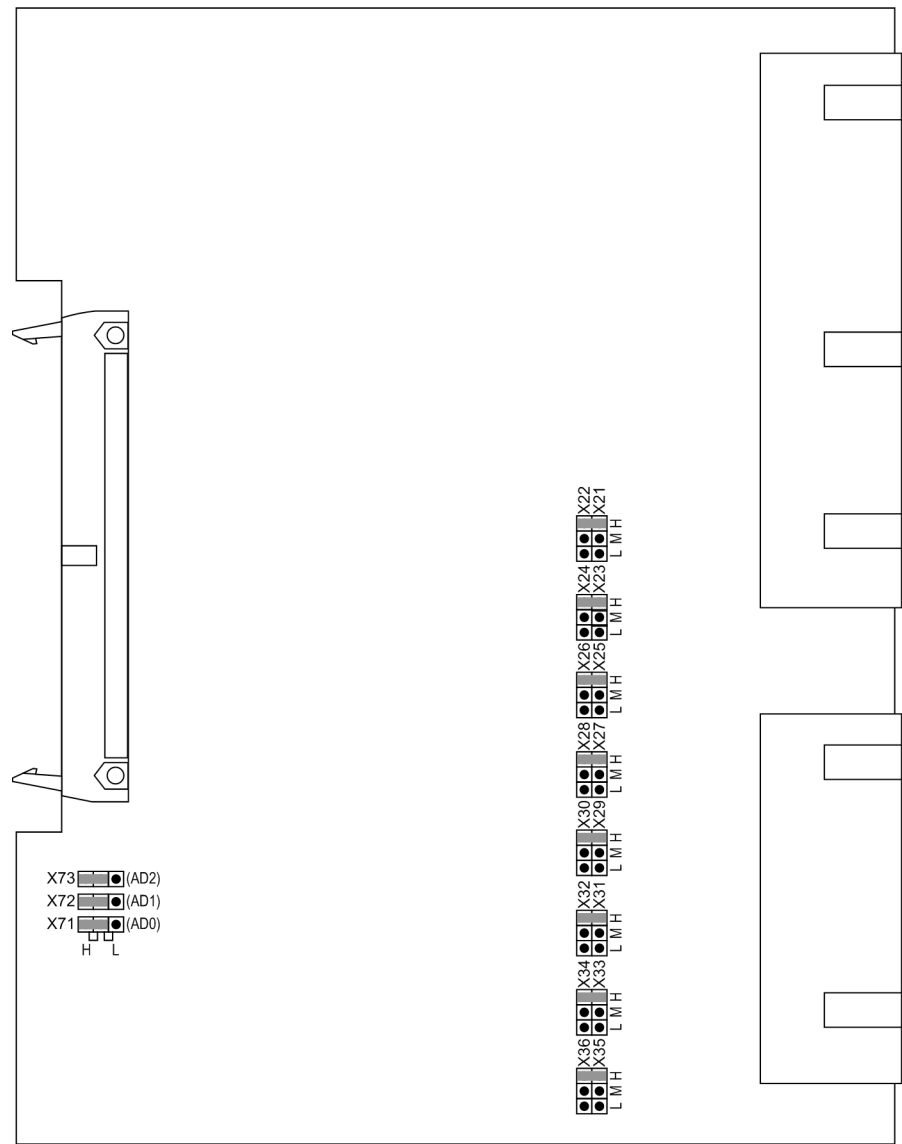 X22 X21
H
M
L
X24 X23
H
M
L
X26 X25
H
M
L
X28 X27
H
M
L
X30 X29
H
M
L
X32 X31
H
M
L
X34 X33
H
M
L
X36 X35
H
M
L
X73 (AD2)
X72 (AD1)
X71 (AD0)
H L